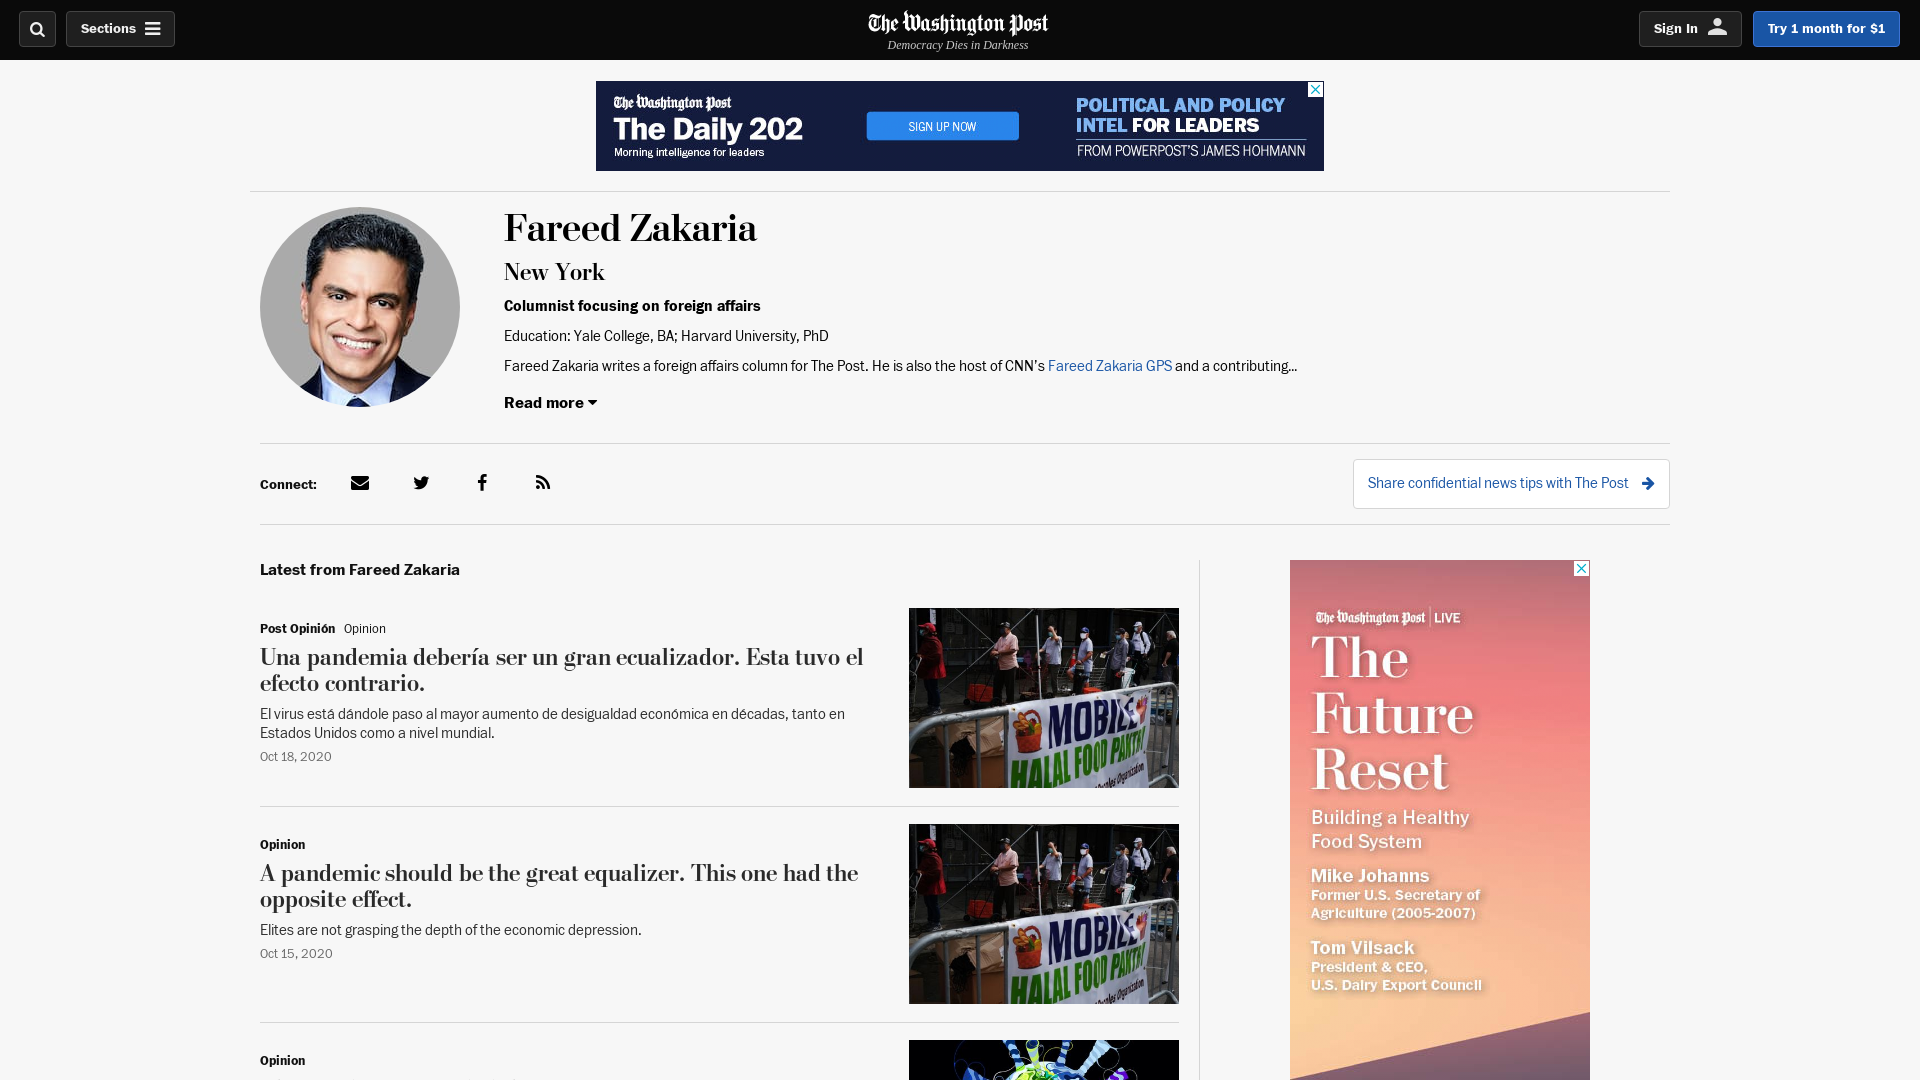 Sections
The Washington Post
Democracy Dies in Darkness
Sign In
Try 1 month for $1
The Washington Post
The Daily 202
Morning intelligence for leaders
SIGN UP NOW
POLITICAL AND POLICY
INTEL FOR LEADERS
FROM POWERPOST'S JAMES HOHMANN
Fareed Zakaria
New York
Columnist focusing on foreign affairs
Education: Yale College, BA; Harvard University, PhD
Fareed Zakaria writes a foreign affairs column for The Post. He is also the host of CNN's Fareed Zakaria GPS and a contributing...
Read more
Connect:
Share confidential news tips with The Post
Latest from Fareed Zakaria
Post Opinión Opinion
Una pandemia debería ser un gran ecualizador. Esta tuvo el
efecto contrario.
El virus está dándole paso al mayor aumento de desigualdad económica en décadas, tanto en
Estados Unidos como a nivel mundial.
Oct 18, 2020
MOBILE
HALAL FOOD PANTRY
Opinion
A pandemic should be the great equalizer. This one had the
opposite effect.
Elites are not grasping the depth of the economic depression.
Oct 15, 2020
MOBILE
HALAL FOOD PANTRY
Opinion
The Washington Post LIVE
The
Future
Reset
Building a Healthy
Food System
Mike Johanns
Former U.S. Secretary of
Agriculture (2005-2007)
Tom Vilsack
President & CEO,
U.S. Dairy Export Council